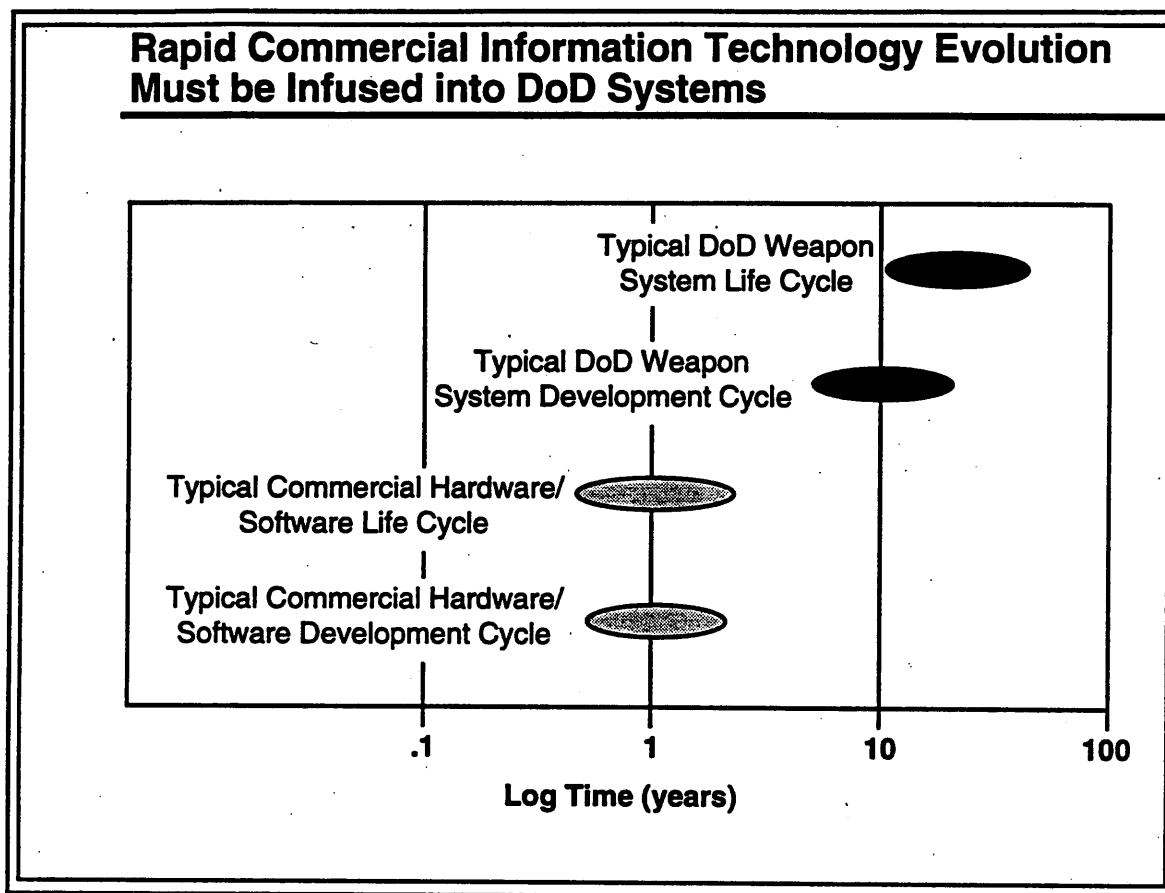 Rapid Commercial Information Technology Evolution
Must be Infused into DoD Systems
Typical DoD Weapon
System Life Cycle
Typical DoD Weapon
System Development Cycle
Typical Commercial Hardware/
Software Life Cycle
Typical Commercial Hardware/
Software Development Cycle
.1 1 10 100
Log Time (years)